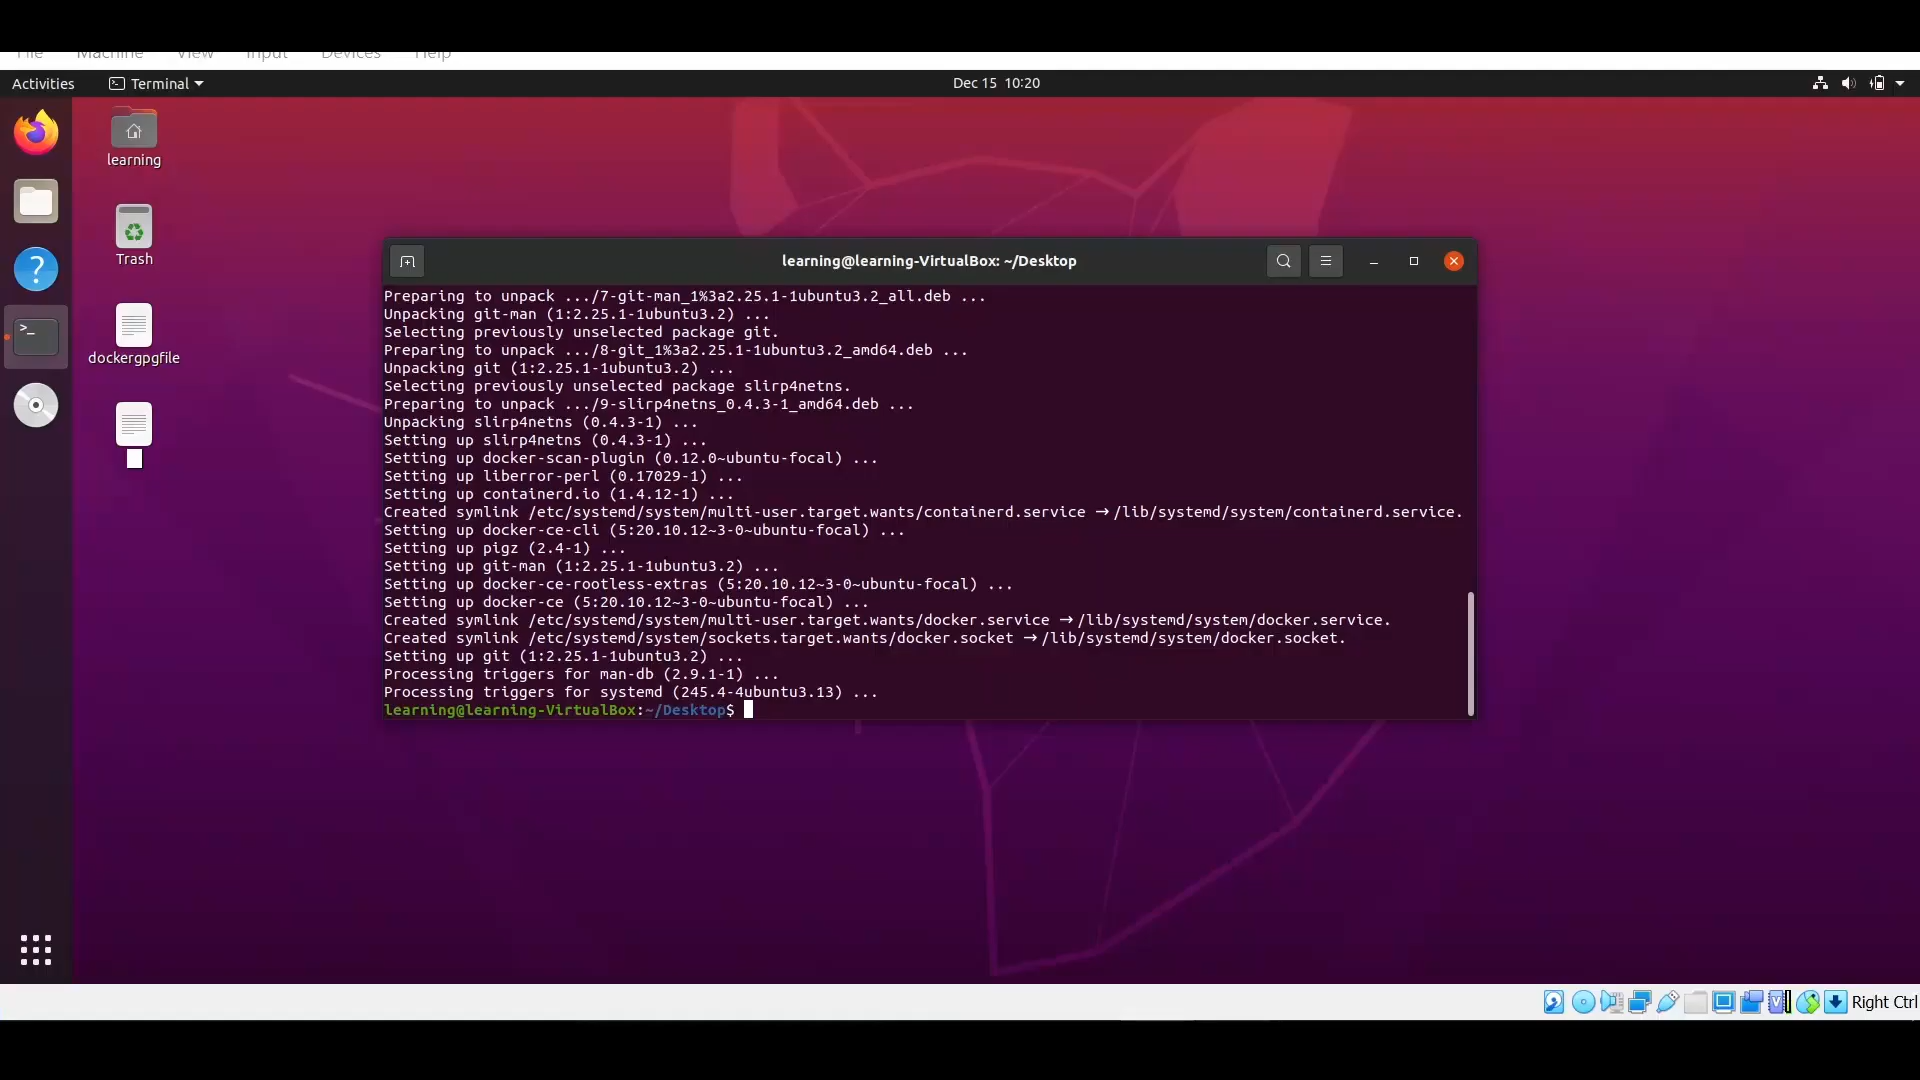 File Machine View Input Devices Help
Activities Terminal Dec 15 10:20
learning
Trash
dockergpgfile
learning@learning-VirtualBox: ~/Desktop
Preparing to unpack .../7-git-man_1%3a2.25.1-1ubuntu3.2_all.deb ...
Unpacking git-man (1:2.25.1-1ubuntu3.2) ...
Selecting previously unselected package git.
Preparing to unpack .../8-git_1%3a2.25.1-1ubuntu3.2_amd64.deb ...
Unpacking git (1:2.25.1-1ubuntu3.2) ...
Selecting previously unselected package slirp4netns.
Preparing to unpack .../9-slirp4netns_0.4.3-1_amd64.deb ...
Unpacking slirp4netns (0.4.3-1) ...
Setting up slirp4netns (0.4.3-1) ...
Setting up docker-scan-plugin (0.12.0~ubuntu-focal) ...
Setting up liberror-perl (0.17029-1) ...
Setting up containerd.io (1.4.12-1) ...
Created symlink /etc/systemd/system/multi-user.target.wants/containerd.service → /lib/systemd/system/containerd.service.
Setting up docker-ce-cli (5:20.10.12~3-0~ubuntu-focal) ...
Setting up pigz (2.4-1) ...
Setting up git-man (1:2.25.1-1ubuntu3.2) ...
Setting up docker-ce-rootless-extras (5:20.10.12~3-0~ubuntu-focal) ...
Setting up docker-ce (5:20.10.12~3-0~ubuntu-focal) ...
Created symlink /etc/systemd/system/multi-user.target.wants/docker.service → /lib/systemd/system/docker.service.
Created symlink /etc/systemd/system/sockets.target.wants/docker.socket → /lib/systemd/system/docker.socket.
Setting up git (1:2.25.1-1ubuntu3.2) ...
Processing triggers for man-db (2.9.1-1) ...
Processing triggers for systemd (245.4-4ubuntu3.13) ...
learning@learning-VirtualBox:~/Desktop$
Right Ctrl